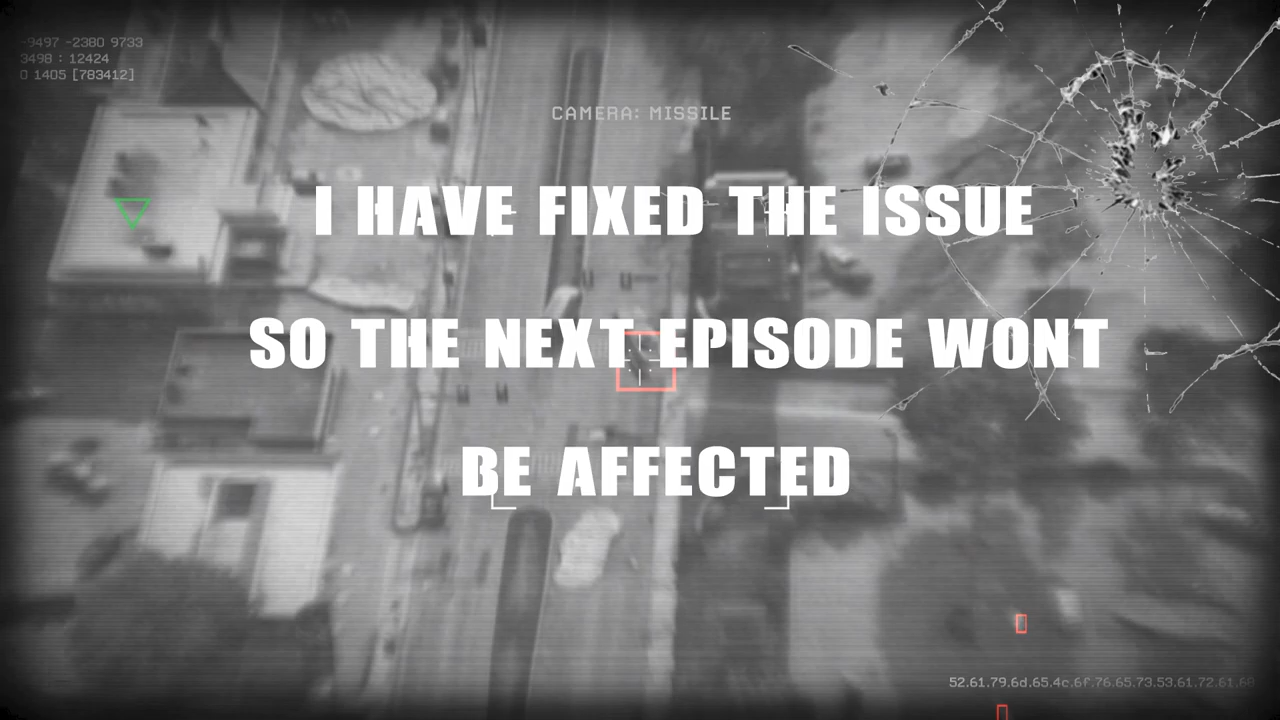 -9497 -2380 9733
3498 : 12424
0 1405 [783412]
CAMERA: MISSILE
I HAVE FIXED THE ISSUE
SO THE NEXT EPISODE WONT
BE AFFECTED
52.61.79.6d.65.4c.6f.76.65.73.53.61.72.61.68